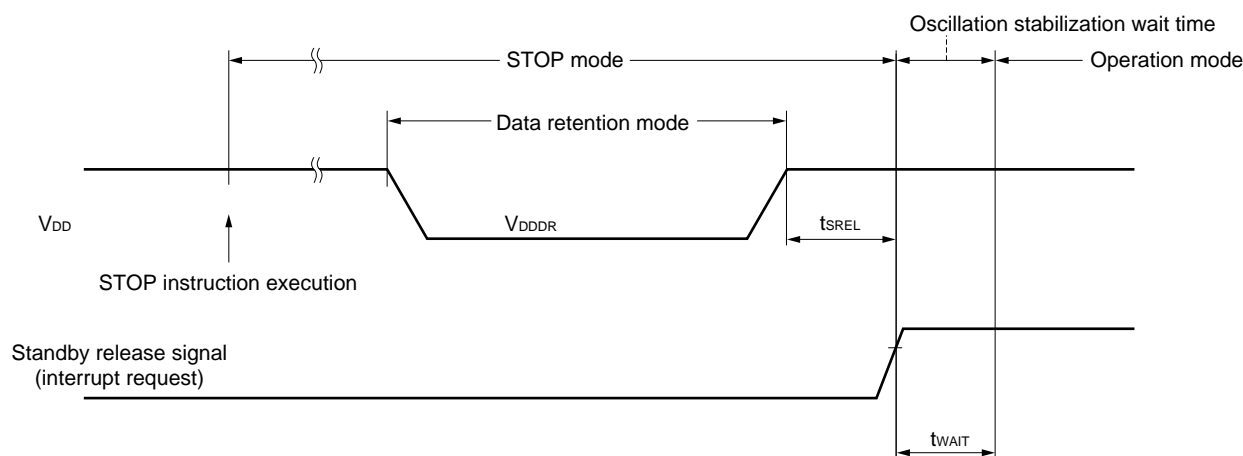 Oscillation stabilization wait time
STOP mode
Operation mode
Data retention mode
VDD
VDDDR
tSREL
STOP instruction execution
Standby release signal
(interrupt request)
tWAIT